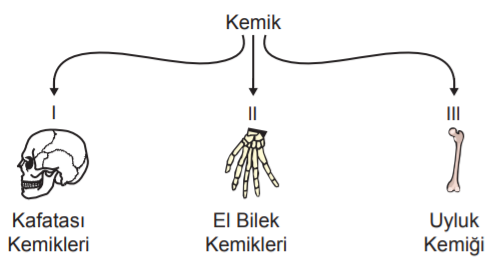 Kemik
I
II
III
Kafatası
Kemikleri
El Bilek
Kemikleri
Uyluk
Kemiği